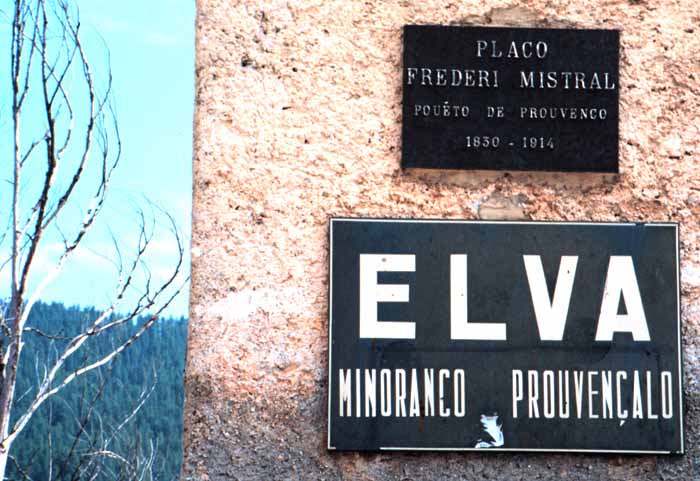 PLACO
FREDERI MISTRAL
POUÈTO DE PROUVENCO
1830 - 1914
ELVA
MINORANCO PROUVENÇALO